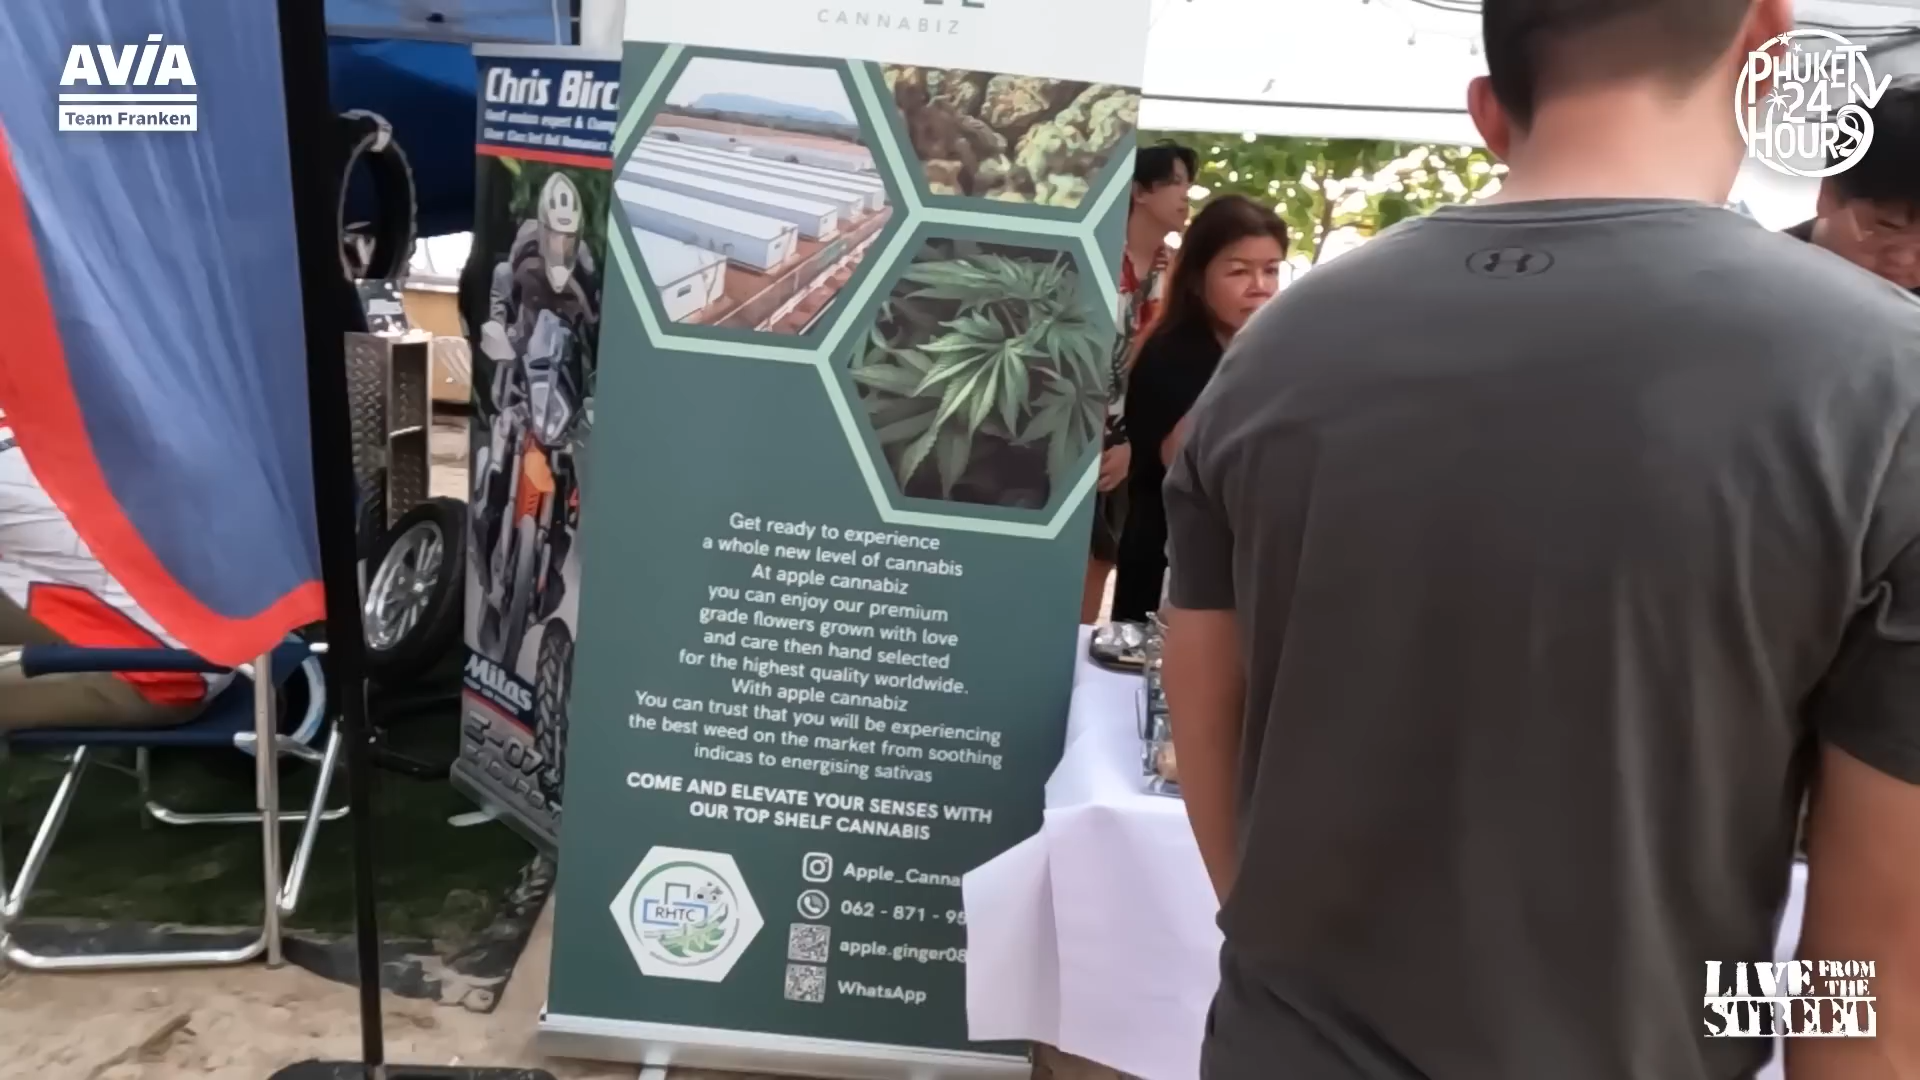 AVIA
Team Franken
PHUKET
24
HOURS
CANNABIZ
Chris Birc
Get ready to experience
a whole new level of cannabis
At apple cannabiz
you can enjoy our premium
grade flowers grown with love
and care then hand selected
for the highest quality worldwide.
With apple cannabiz
You can trust that you will be experiencing
the best weed on the market from soothing
indicas to energising sativas
COME AND ELEVATE YOUR SENSES WITH
OUR TOP SHELF CANNABIS
RHTC
Apple_Canna
062 - 871 - 95
apple.ginger08
WhatsApp
Mitas
E-07+
LIVE FROM
THE
STREET